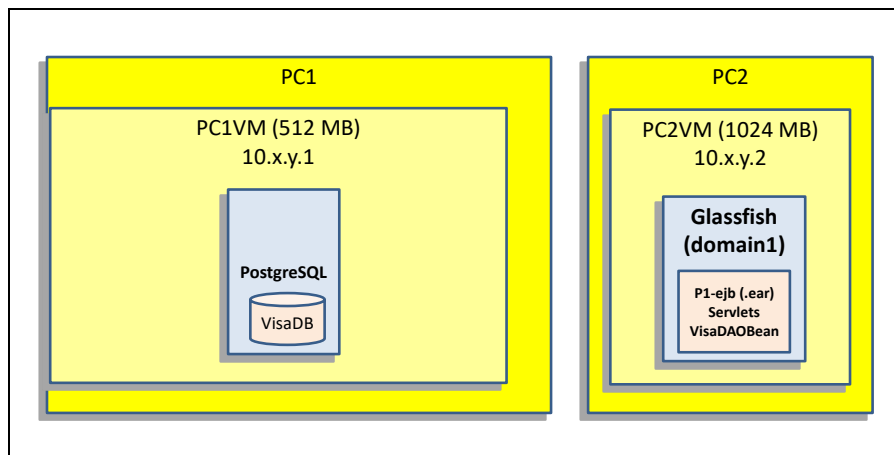 PC1
PC1VM (512 MB)
10.x.y.1
PostgreSQL
VisaDB
PC2
PC2VM (1024 MB)
10.x.y.2
Glassfish
(domain1)
P1-ejb (.ear)
Servlets
VisaDAOBean